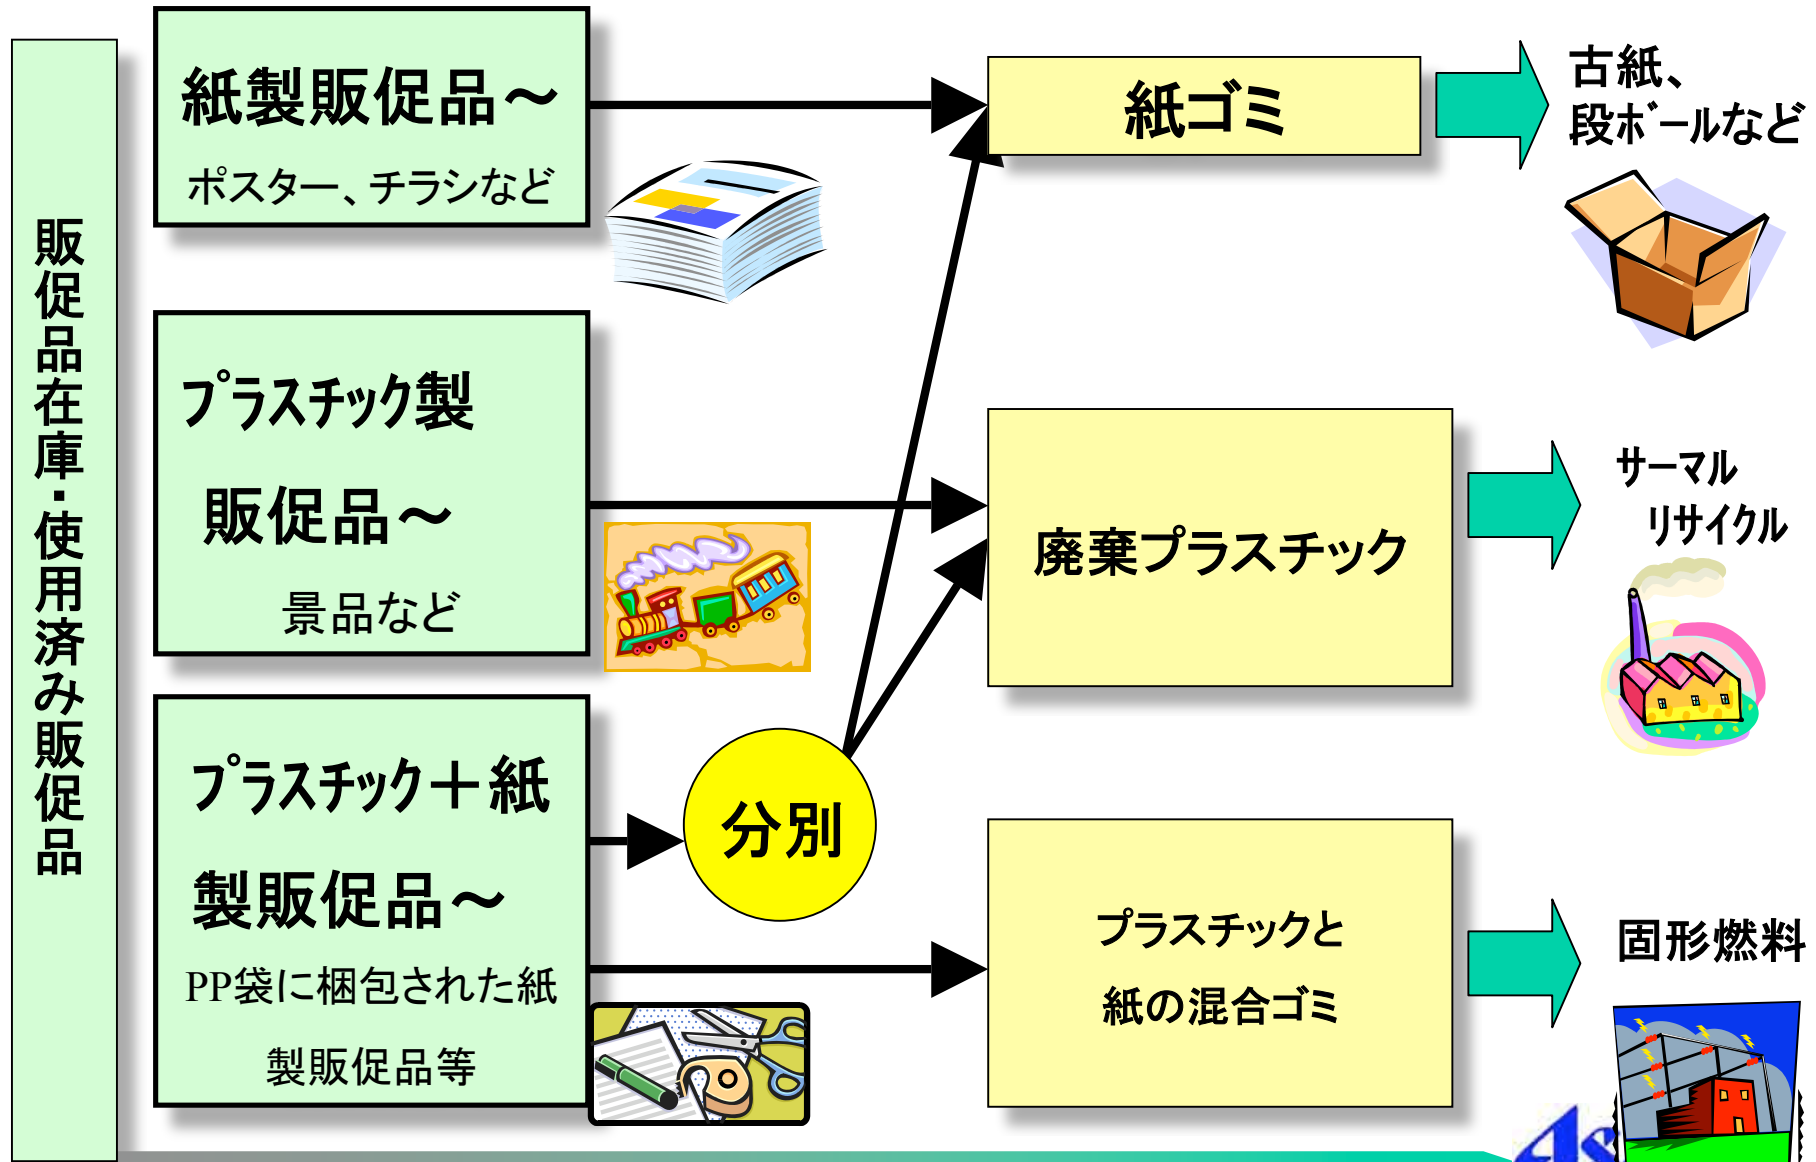 販促品在庫・使用済み販促品
紙製販促品～
ポスター、チラシなど
プラスチック製
販促品～
景品など
プラスチック＋紙
製販促品～
PP袋に梱包された紙
製販促品等
分別
紙ゴミ
廃棄プラスチック
プラスチックと
紙の混合ゴミ
古紙、
段ボールなど
サーマル
リサイクル
固形燃料